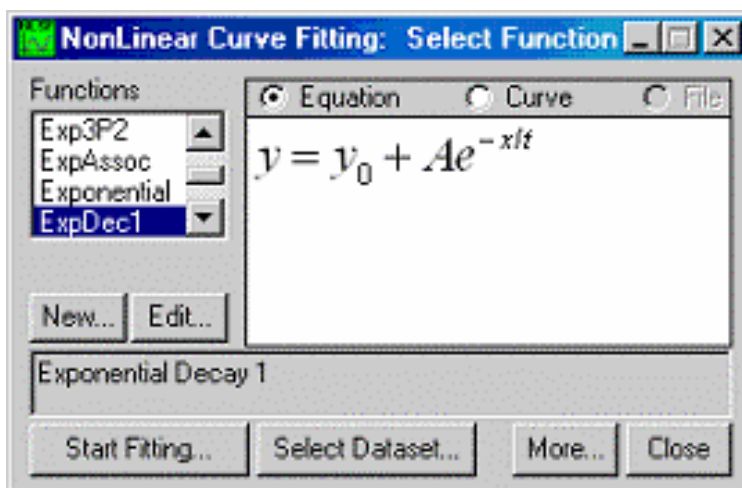 NonLinear Curve Fitting: Select Function
Functions
Equation
Curve
File
Exp3P2
ExpAssoc
Exponential
ExpDec1
y = y₀ + Ae^(-x/t)
New...
Edit...
Exponential Decay 1
Start Fitting...
Select Dataset...
More...
Close